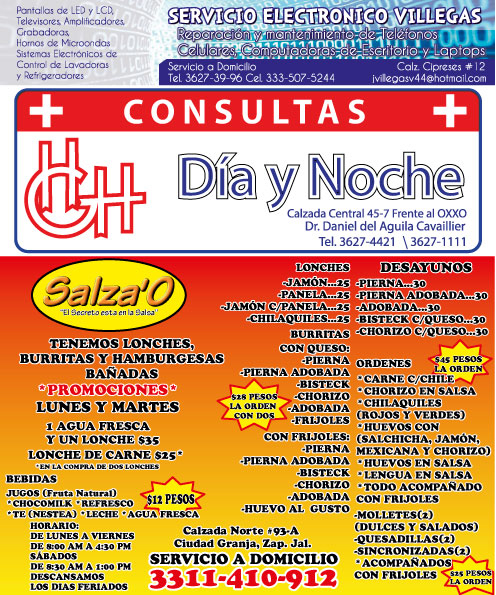 Pantallas de LED y LCD,
Televisores, Amplificadores,
Grabadoras,
Hornos de Microondas
Sistemas Electrónicos de
Control de Lavadoras
y Refrigeradores
SERVICIO ELECTRONICO VILLEGAS
Reparación y mantenimiento de Teléfonos
Celulares, Computadoras de Escritorio y Laptops
Servicio a Domicilio
Tel. 3627-39-96 Cel. 333-507-5244
Calz. Cipreses #12
jvillegasv44@hotmail.com
CONSULTAS
HGH
Día y Noche
Calzada Central 45-7 Frente al OXXO
Dr. Daniel del Aguila Cavaillier
Tel. 3627-4421 \ 3627-1111
Salza'O
"El Secreto esta en la Salsa"
TENEMOS LONCHES,
BURRITAS Y HAMBURGESAS
BAÑADAS
*PROMOCIONES*
LUNES Y MARTES
1 AGUA FRESCA
Y UN LONCHE $35
LONCHE DE CARNE $25*
*EN LA COMPRA DE DOS LONCHES
BEBIDAS
JUGOS (Fruta Natural)
* CHOCOMILK * REFRESCO
*TE (NESTEA) *LECHE *AGUA FRESCA
$12 PESOS
HORARIO:
DE LUNES A VIERNES
DE 8:00 AM A 4:30 PM
SÁBADOS
DE 8:30 AM A 1:00 PM
DESCANSAMOS
LOS DIAS FERIADOS
LONCHES
-JAMÓN...25
-PANELA...25
-JAMÓN C/PANELA...25
-CHILAQUILES...25
BURRITAS
CON QUESO:
-PIERNA
-PIERNA ADOBADA
-BISTECK
-CHORIZO
-ADOBADA
-FRIJOLES
$28 PESOS
LA ORDEN
CON DOS
CON FRIJOLES:
-PIERNA
-PIERNA ADOBADA
-BISTECK
-CHORIZO
-ADOBADA
-HUEVO AL GUSTO
DESAYUNOS
-PIERNA...30
-PIERNA ADOBADA...30
-ADOBADA...30
-BISTECK C/QUESO...30
-CHORIZO C/QUESO...30
ORDENES
$45 PESOS
LA ORDEN
*CARNE C/CHILE
*CHORIZO EN SALSA
*CHILAQUILES
(ROJOS Y VERDES)
*HUEVOS CON
(SALCHICHA, JAMÓN,
MEXICANA Y CHORIZO)
*HUEVOS EN SALSA
*LENGUA EN SALSA
* TODO ACOMPAÑADO
CON FRIJOLES
-MOLLETES(2)
(DULCES Y SALADOS)
-QUESADILLAS(2)
-SINCRONIZADAS(2)
*ACOMPAÑADOS
CON FRIJOLES
$25 PESOS
LA ORDEN
Calzada Norte #93-A
Ciudad Granja, Zap. Jal.
SERVICIO A DOMICILIO
3311-410-912